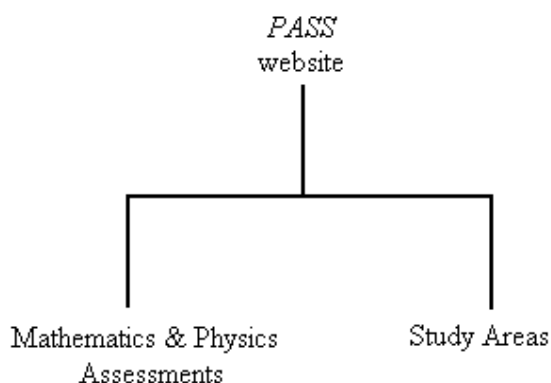 PASS
website
Mathematics & Physics
Assessments
Study Areas